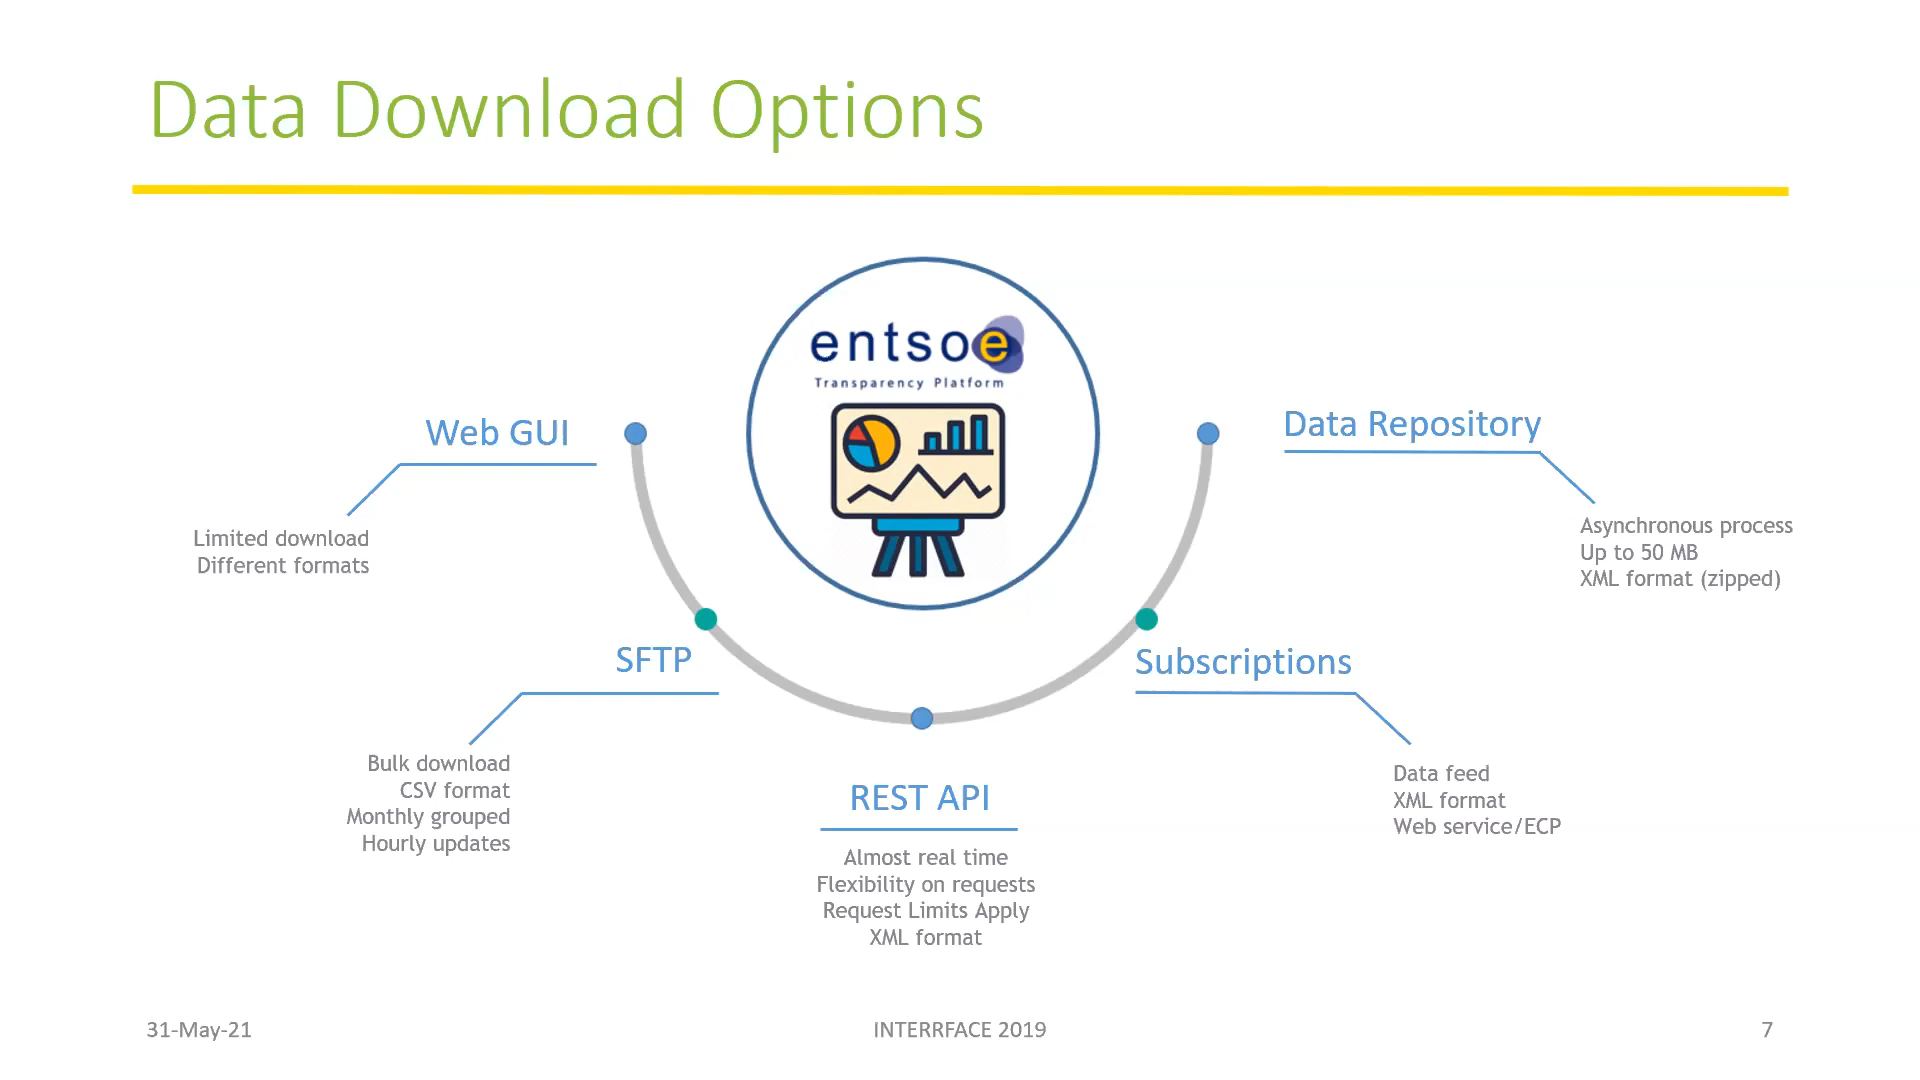 Data Download Options
entsoe
Transparency Platform
Web GUI
Limited download
Different formats
SFTP
Bulk download
CSV format
Monthly grouped
Hourly updates
REST API
Almost real time
Flexibility on requests
Request Limits Apply
XML format
Subscriptions
Data feed
XML format
Web service/ECP
Data Repository
Asynchronous process
Up to 50 MB
XML format (zipped)
31-May-21
INTERRFACE 2019
7